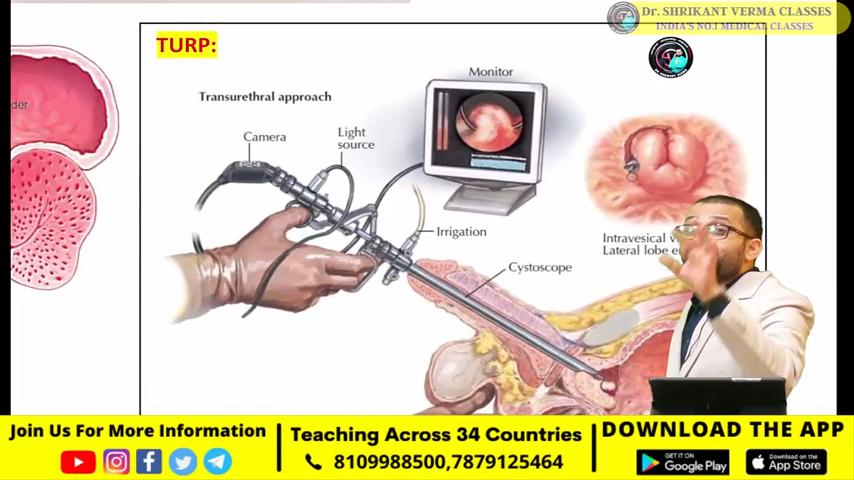 Dr. SHRIKANT VERMA CLASSES
INDIA'S NO.1 MEDICAL CLASSES
TURP:
Monitor
Transurethral approach
Camera
Light
source
der
Irrigation
Intravesical
Lateral lobe
Cystoscope
Join Us For More Information
Teaching Across 34 Countries
8109988500,7879125464
DOWNLOAD THE APP
GET IT ON
Google Play
Download on the
App Store